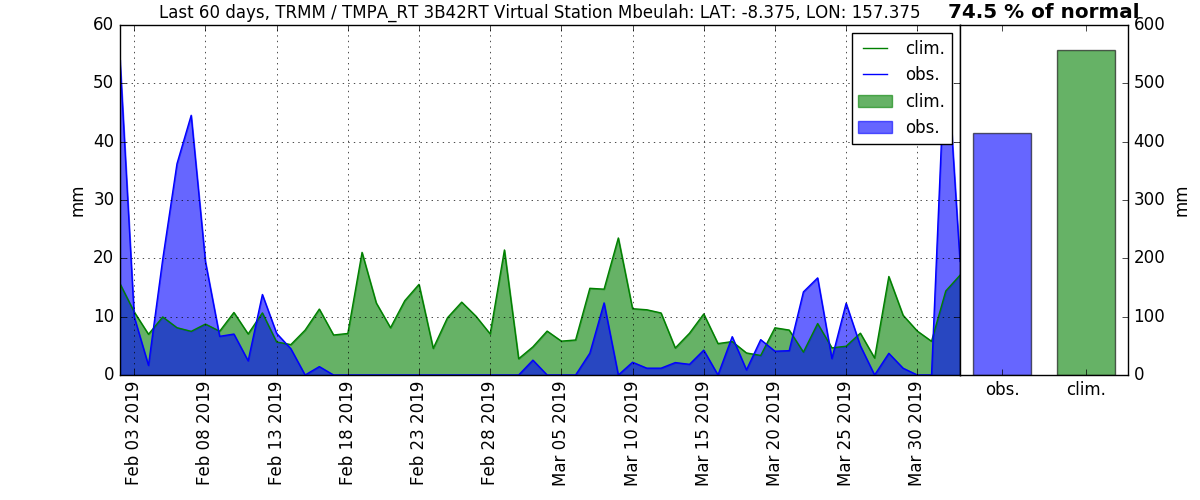 Last 60 days, TRMM / TMPA_RT 3B42RT Virtual Station Mbeulah: LAT: -8.375, LON: 157.375
74.5 % of normal
60
50
40
30
20
10
0
mm
clim.
obs.
clim.
obs.
600
500
400
300
200
100
0
mm
Feb 03 2019
Feb 08 2019
Feb 13 2019
Feb 18 2019
Feb 23 2019
Feb 28 2019
Mar 05 2019
Mar 10 2019
Mar 15 2019
Mar 20 2019
Mar 25 2019
Mar 30 2019
obs.
clim.